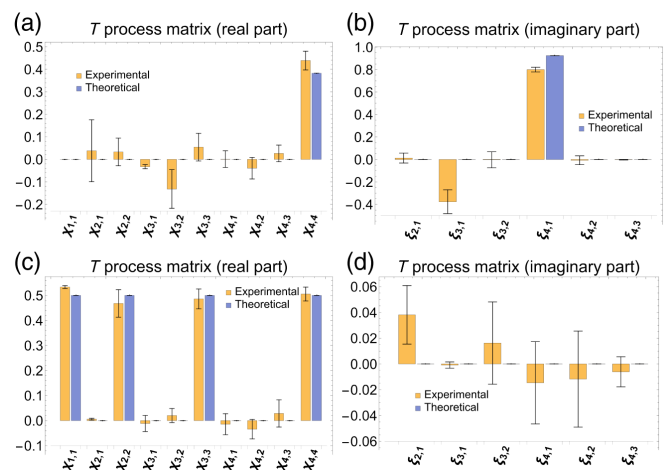 (a)
T process matrix (real part)
0.5
0.4
0.3
0.2
0.1
0.0
−0.1
−0.2
Experimental
Theoretical
χ1,1 χ2,1 χ2,2 χ3,1 χ3,2 χ3,3 χ4,1 χ4,2 χ4,3 χ4,4
(b)
T process matrix (imaginary part)
1.0
0.8
0.6
0.4
0.2
0.0
−0.2
−0.4
Experimental
Theoretical
ξ2,1 ξ3,1 ξ3,2 ξ4,1 ξ4,2 ξ4,3
(c)
T process matrix (real part)
0.5
0.4
0.3
0.2
0.1
0.0
−0.1
Experimental
Theoretical
χ1,1 χ2,1 χ2,2 χ3,1 χ3,2 χ3,3 χ4,1 χ4,2 χ4,3 χ4,4
(d)
T process matrix (imaginary part)
0.06
0.04
0.02
0.00
−0.02
−0.04
−0.06
Experimental
Theoretical
ξ2,1 ξ3,1 ξ3,2 ξ4,1 ξ4,2 ξ4,3